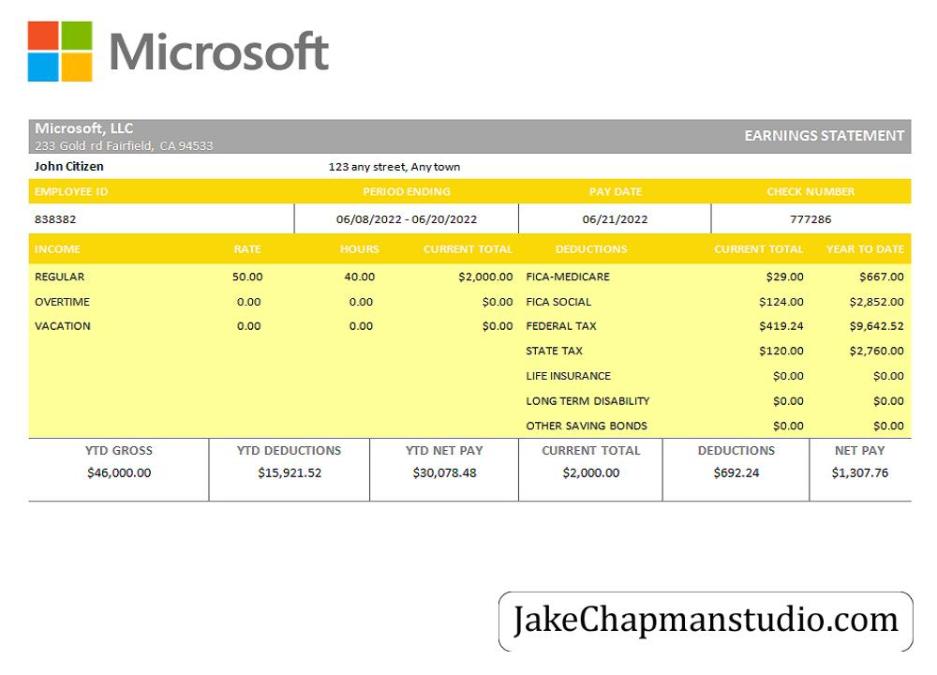 Microsoft
Microsoft, LLC
233 Gold rd Fairfield, CA 94533
EARNINGS STATEMENT
John Citizen 123 any street, Any town
EMPLOYEE ID PERIOD ENDING PAY DATE CHECK NUMBER
838382 06/08/2022 - 06/20/2022 06/21/2022 777286
INCOME RATE HOURS CURRENT TOTAL DEDUCTIONS CURRENT TOTAL YEAR TO DATE
REGULAR 50.00 40.00 $2,000.00 FICA-MEDICARE $29.00 $667.00
OVERTIME 0.00 0.00 $0.00 FICA SOCIAL $124.00 $2,852.00
VACATION 0.00 0.00 $0.00 FEDERAL TAX $419.24 $9,642.52
STATE TAX $120.00 $2,760.00
LIFE INSURANCE $0.00 $0.00
LONG TERM DISABILITY $0.00 $0.00
OTHER SAVING BONDS $0.00 $0.00
YTD GROSS YTD DEDUCTIONS YTD NET PAY CURRENT TOTAL DEDUCTIONS NET PAY
$46,000.00 $15,921.52 $30,078.48 $2,000.00 $692.24 $1,307.76
JakeChapmanstudio.com